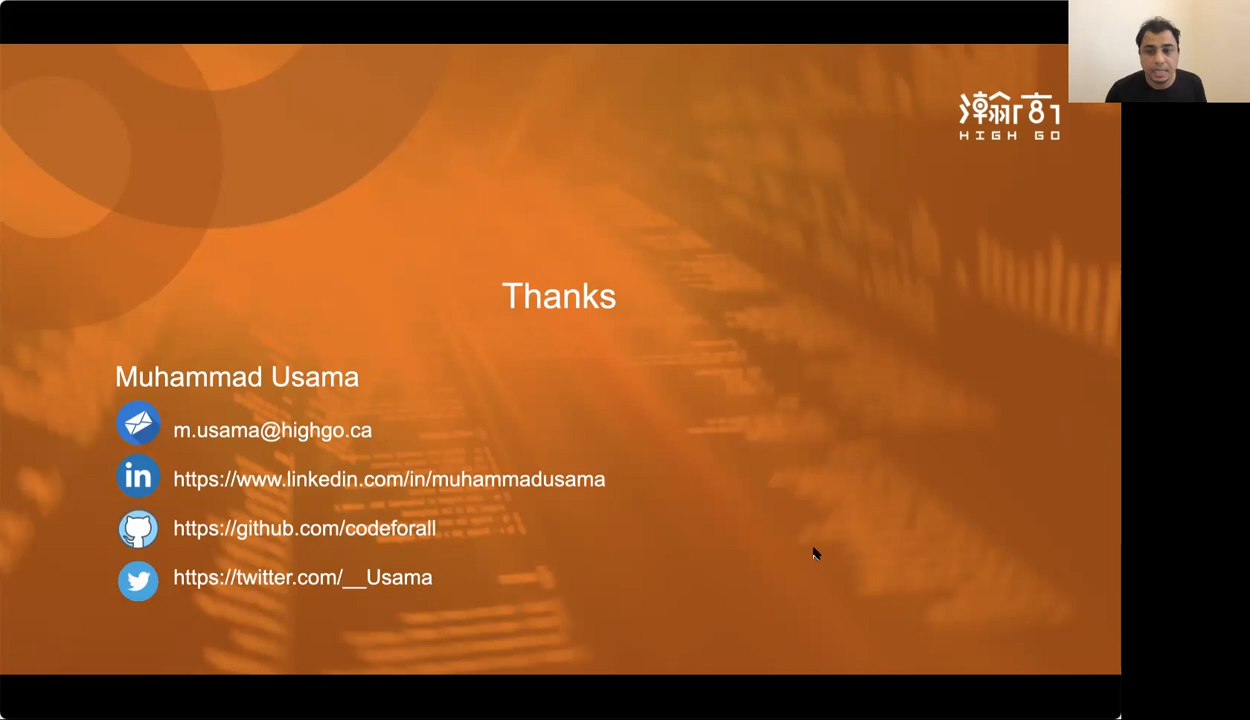 瀚高
HIGH GO
Thanks
Muhammad Usama
m.usama@highgo.ca
in https://www.linkedin.com/in/muhammadusama
https://github.com/codeforall
https://twitter.com/__Usama